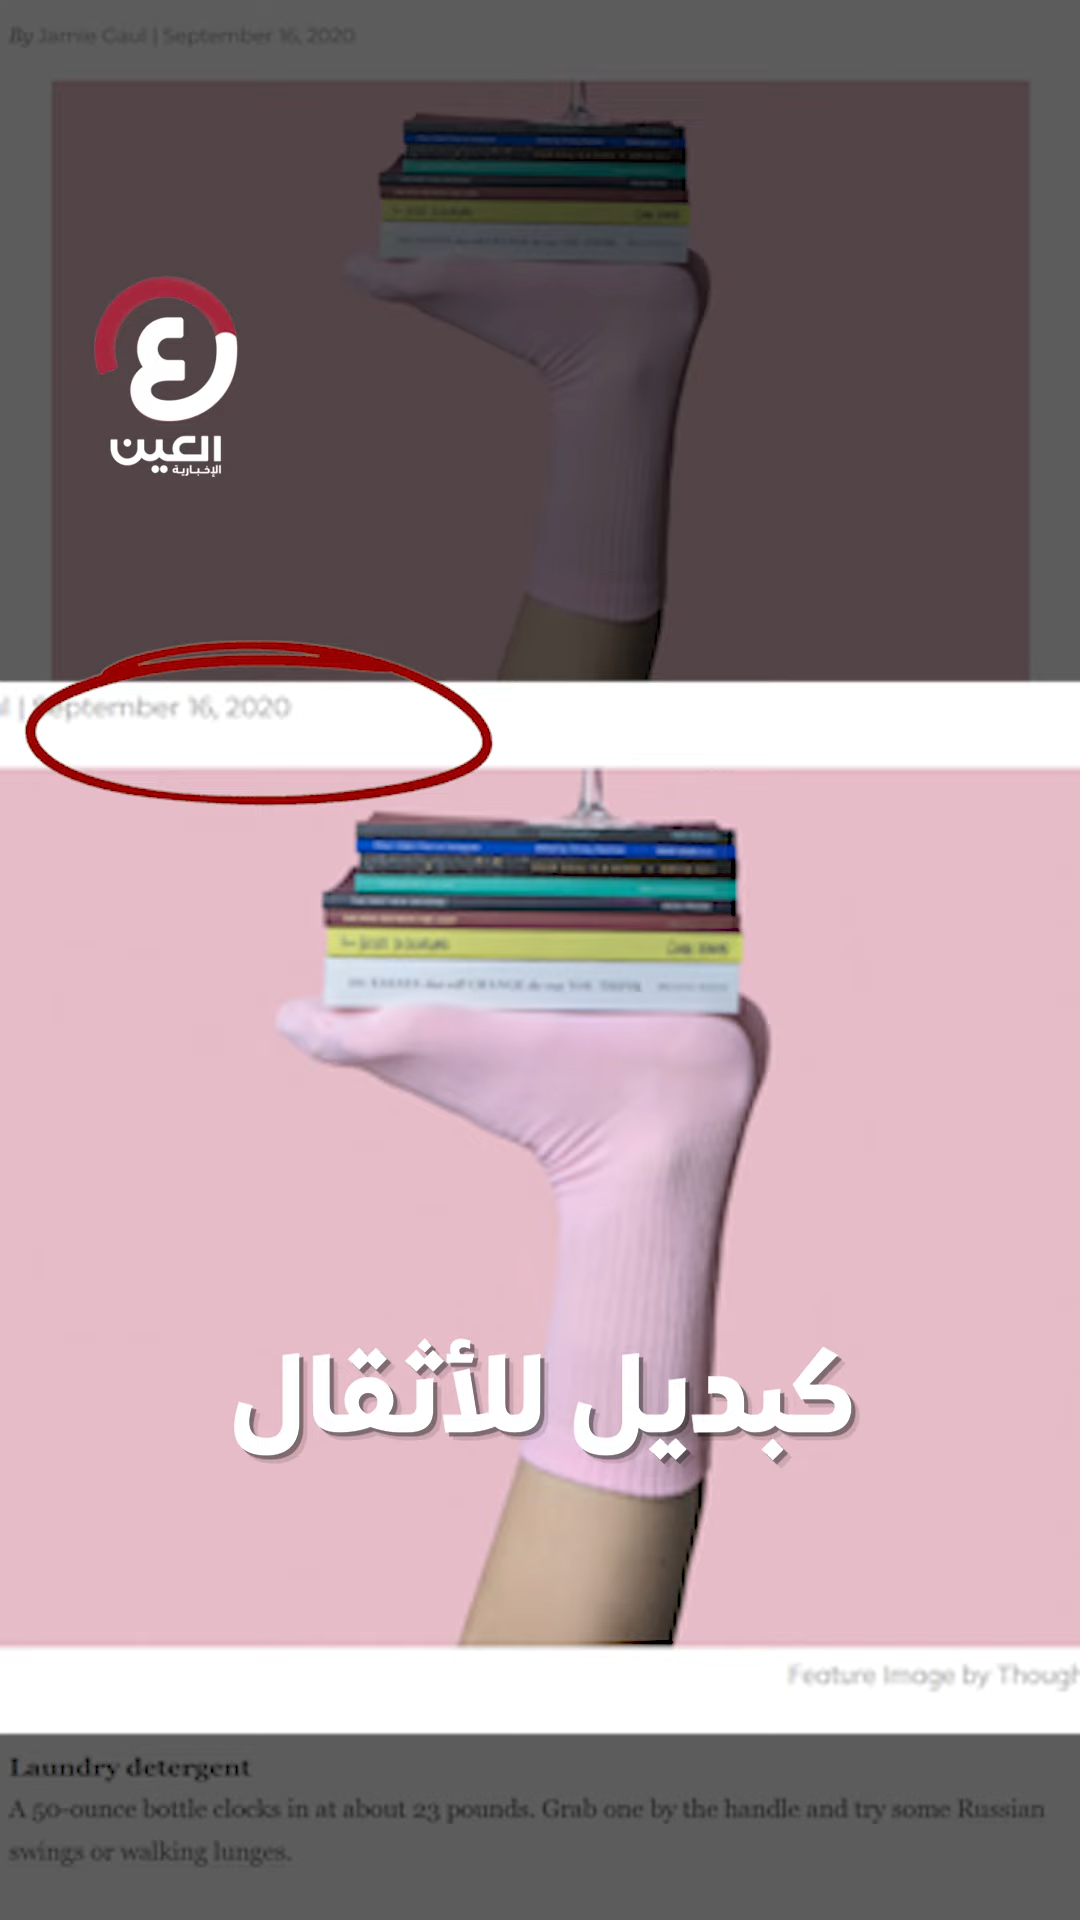 By Jamie Gaul | September 16, 2020
العين
الإخبارية
l | September 16, 2020
كبديل للأثقال
Feature Image by Though
Laundry detergent
A 50-ounce bottle clocks in at about 23 pounds. Grab one by the handle and try some Russian
swings or walking lunges.